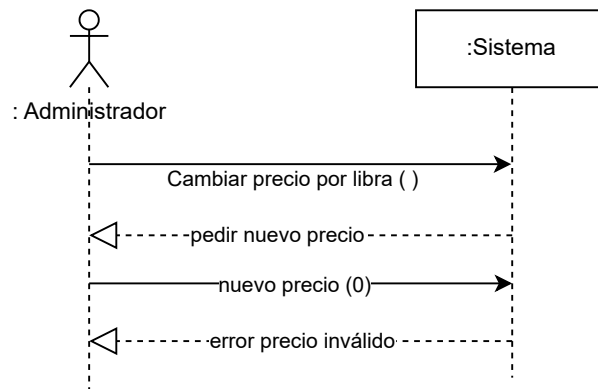 :Sistema
: Administrador
Cambiar precio por libra ( )
pedir nuevo precio
nuevo precio (0)
error precio inválido